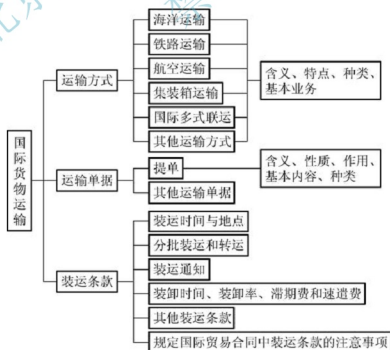 海洋运输
铁路运输
运输方式
航空运输
集装箱运输
国际多式联运
其他运输方式
含义、特点、种类、
基本业务
国际货物运输
运输单据
提单
其他运输单据
含义、性质、作用、
基本内容、种类
装运时间与地点
分批装运和转运
装运条款
装运通知
装卸时间、装卸率、滞期费和速遣费
其他装运条款
规定国际贸易合同中装运条款的注意事项